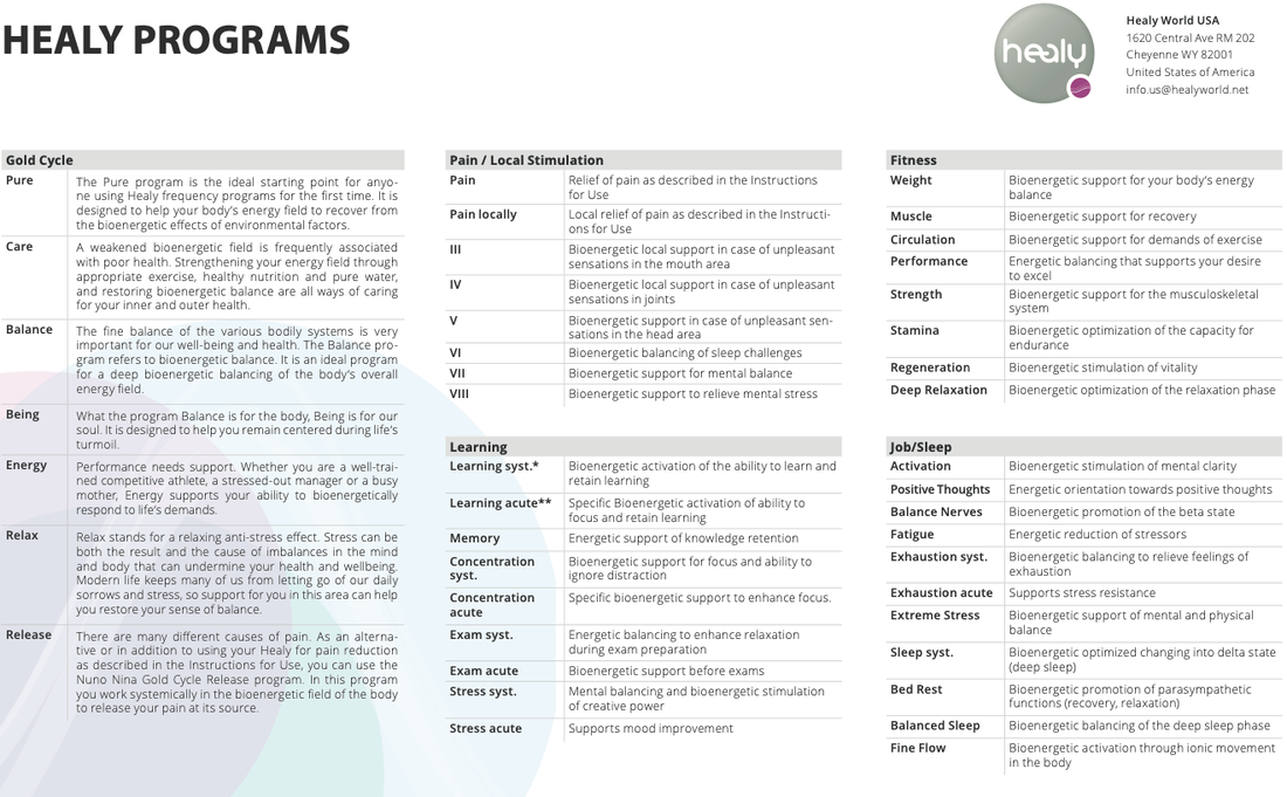 HEALY PROGRAMS
healy
Healy World USA
1620 Central Ave RM 202
Cheyenne WY 82001
United States of America
info.us@healyworld.net
Gold Cycle
Pure
The Pure program is the ideal starting point for anyo-
ne using Healy frequency programs for the first time. It is
designed to help your body's energy field to recover from
the bioenergetic effects of environmental factors.
Care
A weakened bioenergetic field is frequently associated
with poor health. Strengthening your energy field through
appropriate exercise, healthy nutrition and pure water,
and restoring bioenergetic balance are all ways of caring
for your inner and outer health.
Balance
The fine balance of the various bodily systems is very
important for our well-being and health. The Balance pro-
gram refers to bioenergetic balance. It is an ideal program
for a deep bioenergetic balancing of the body's overall
energy field.
Being
What the program Balance is for the body, Being is for our
soul. It is designed to help you remain centered during life's
turmoil.
Energy
Performance needs support. Whether you are a well-trai-
ned competitive athlete, a stressed-out manager or a busy
mother, Energy supports your ability to bioenergetically
respond to life's demands.
Relax
Relax stands for a relaxing anti-stress effect. Stress can be
both the result and the cause of imbalances in the mind
and body that can undermine your health and wellbeing.
Modern life keeps many of us from letting go of our daily
sorrows and stress, so support for you in this area can help
you restore your sense of balance.
Release
There are many different causes of pain. As an alterna-
tive or in addition to using your Healy for pain reduction
as described in the Instructions for Use, you can use the
Nuno Nina Gold Cycle Release program. In this program
you work systemically in the bioenergetic field of the body
to release your pain at its source.
Pain / Local Stimulation
Pain
Relief of pain as described in the Instructions
for Use
Pain locally
Local relief of pain as described in the Instructi-
ons for Use
III
Bioenergetic local support in case of unpleasant
sensations in the mouth area
IV
Bioenergetic local support in case of unpleasant
sensations in joints
V
Bioenergetic support in case of unpleasant sen-
sations in the head area
VI
Bioenergetic balancing of sleep challenges
VII
Bioenergetic support for mental balance
VIII
Bioenergetic support to relieve mental stress
Learning
Learning syst.*
Bioenergetic activation of the ability to learn and
retain learning
Learning acute**
Specific Bioenergetic activation of ability to
focus and retain learning
Memory
Energetic support of knowledge retention
Concentration
syst.
Bioenergetic support for focus and ability to
ignore distraction
Concentration
acute
Specific bioenergetic support to enhance focus.
Exam syst.
Energetic balancing to enhance relaxation
during exam preparation
Exam acute
Bioenergetic support before exams
Stress syst.
Mental balancing and bioenergetic stimulation
of creative power
Stress acute
Supports mood improvement
Fitness
Weight
Bioenergetic support for your body's energy
balance
Muscle
Bioenergetic support for recovery
Circulation
Bioenergetic support for demands of exercise
Performance
Energetic balancing that supports your desire
to excel
Strength
Bioenergetic support for the musculoskeletal
system
Stamina
Bioenergetic optimization of the capacity for
endurance
Regeneration
Bioenergetic stimulation of vitality
Deep Relaxation
Bioenergetic optimization of the relaxation phase
Job/Sleep
Activation
Bioenergetic stimulation of mental clarity
Positive Thoughts
Energetic orientation towards positive thoughts
Balance Nerves
Bioenergetic promotion of the beta state
Fatigue
Energetic reduction of stressors
Exhaustion syst.
Bioenergetic balancing to relieve feelings of
exhaustion
Exhaustion acute
Supports stress resistance
Extreme Stress
Bioenergetic support of mental and physical
balance
Sleep syst.
Bioenergetic optimized changing into delta state
(deep sleep)
Bed Rest
Bioenergetic promotion of parasympathetic
functions (recovery, relaxation)
Balanced Sleep
Bioenergetic balancing of the deep sleep phase
Fine Flow
Bioenergetic activation through ionic movement
in the body